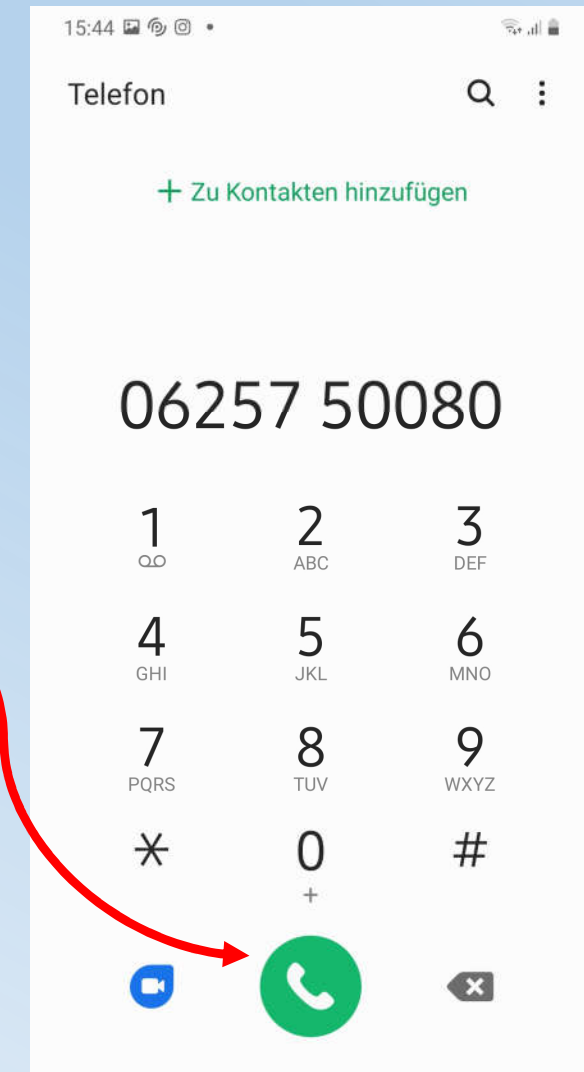 15:44
Telefon
+ Zu Kontakten hinzufügen
06257 50080
1 2 3
ABC DEF
4 5 6
GHI JKL MNO
7 8 9
PQRS TUV WXYZ
* 0 #
+